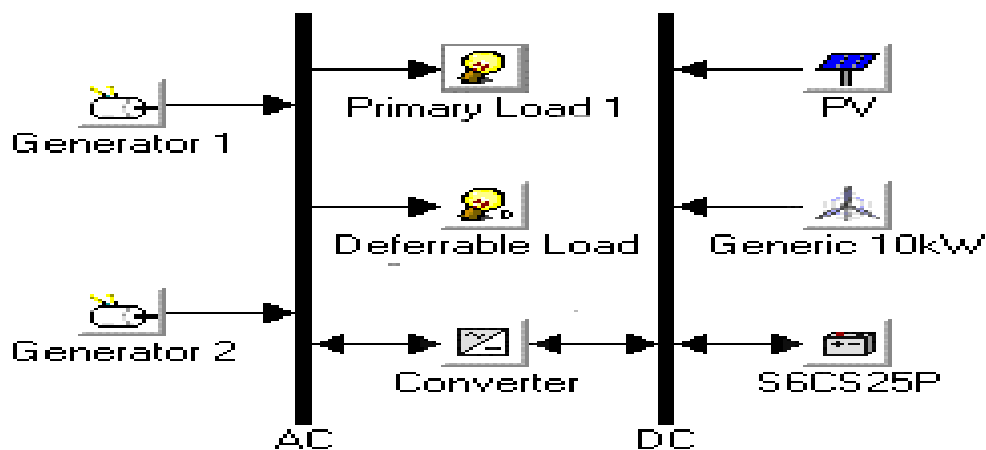 Generator 1
Primary Load 1
PV
Deferrable Load
Generic 10kW
Generator 2
Converter
S6CS25P
AC
DC